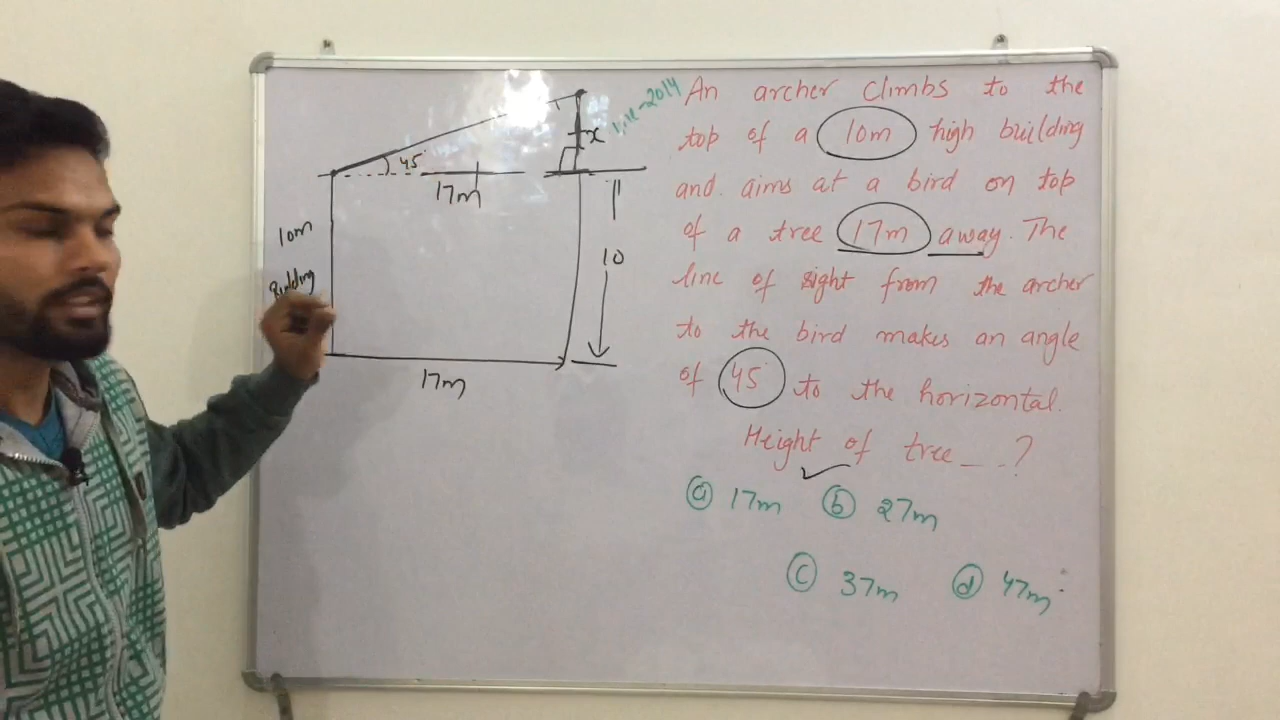 An archer climbs to the
top of a 10m high building
and. aims at a bird on top
of a tree 17m away. The
line of sight from the archer
to the bird makes an angle
of 45 to the horizontal.
Height of tree _ _ . ?
(a) 17m (b) 27m
(c) 37m (d) 47m
x
45
17m
10m
10
Building
17m